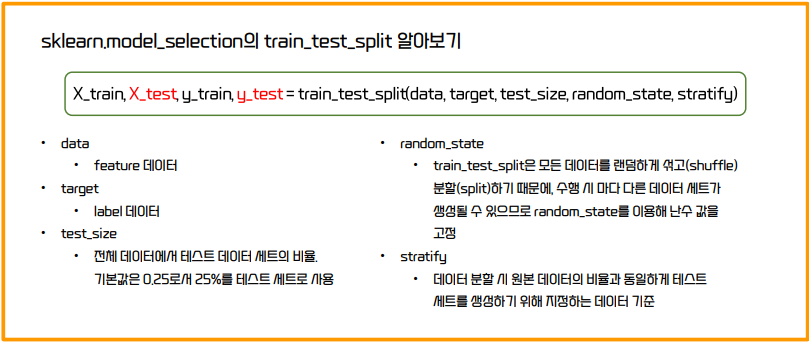 sklearn.model_selection의 train_test_split 알아보기
X_train, X_test, y_train, y_test = train_test_split(data, target, test_size, random_state, stratify)
• data
• feature 데이터
• target
• label 데이터
• test_size
• 전체 데이터에서 테스트 데이터 세트의 비율.
기본값은 0.25로서 25%를 테스트 세트로 사용
• random_state
• train_test_split은 모든 데이터를 랜덤하게 섞고(shuffle)
분할(split)하기 때문에, 수행 시 마다 다른 데이터 세트가
생성될 수 있으므로 random_state를 이용해 난수 값을
고정
• stratify
• 데이터 분할 시 원본 데이터의 비율과 동일하게 테스트
세트를 생성하기 위해 지정하는 데이터 기준